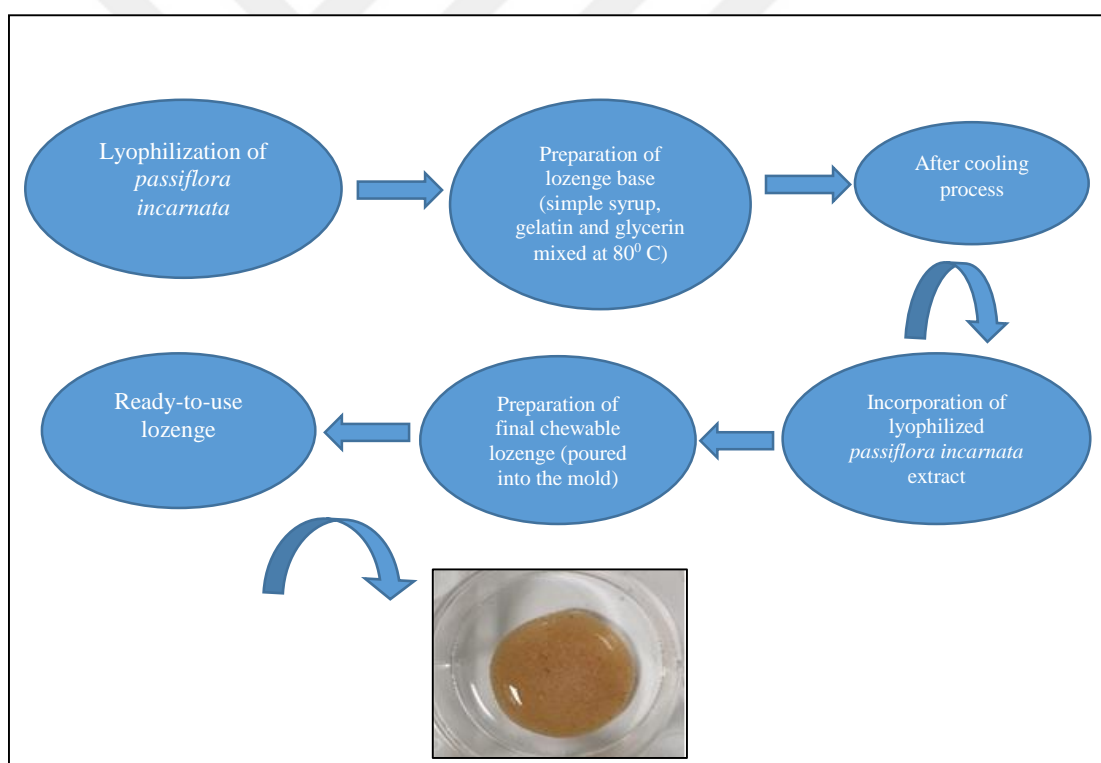 Lyophilization of
passiflora
incarnata
Preparation of
lozenge base
(simple syrup,
gelatin and glycerin
mixed at 80⁰ C)
After cooling
process
Incorporation of
lyophilized
passiflora incarnata
extract
Preparation of
final chewable
lozenge (poured
into the mold)
Ready-to-use
lozenge